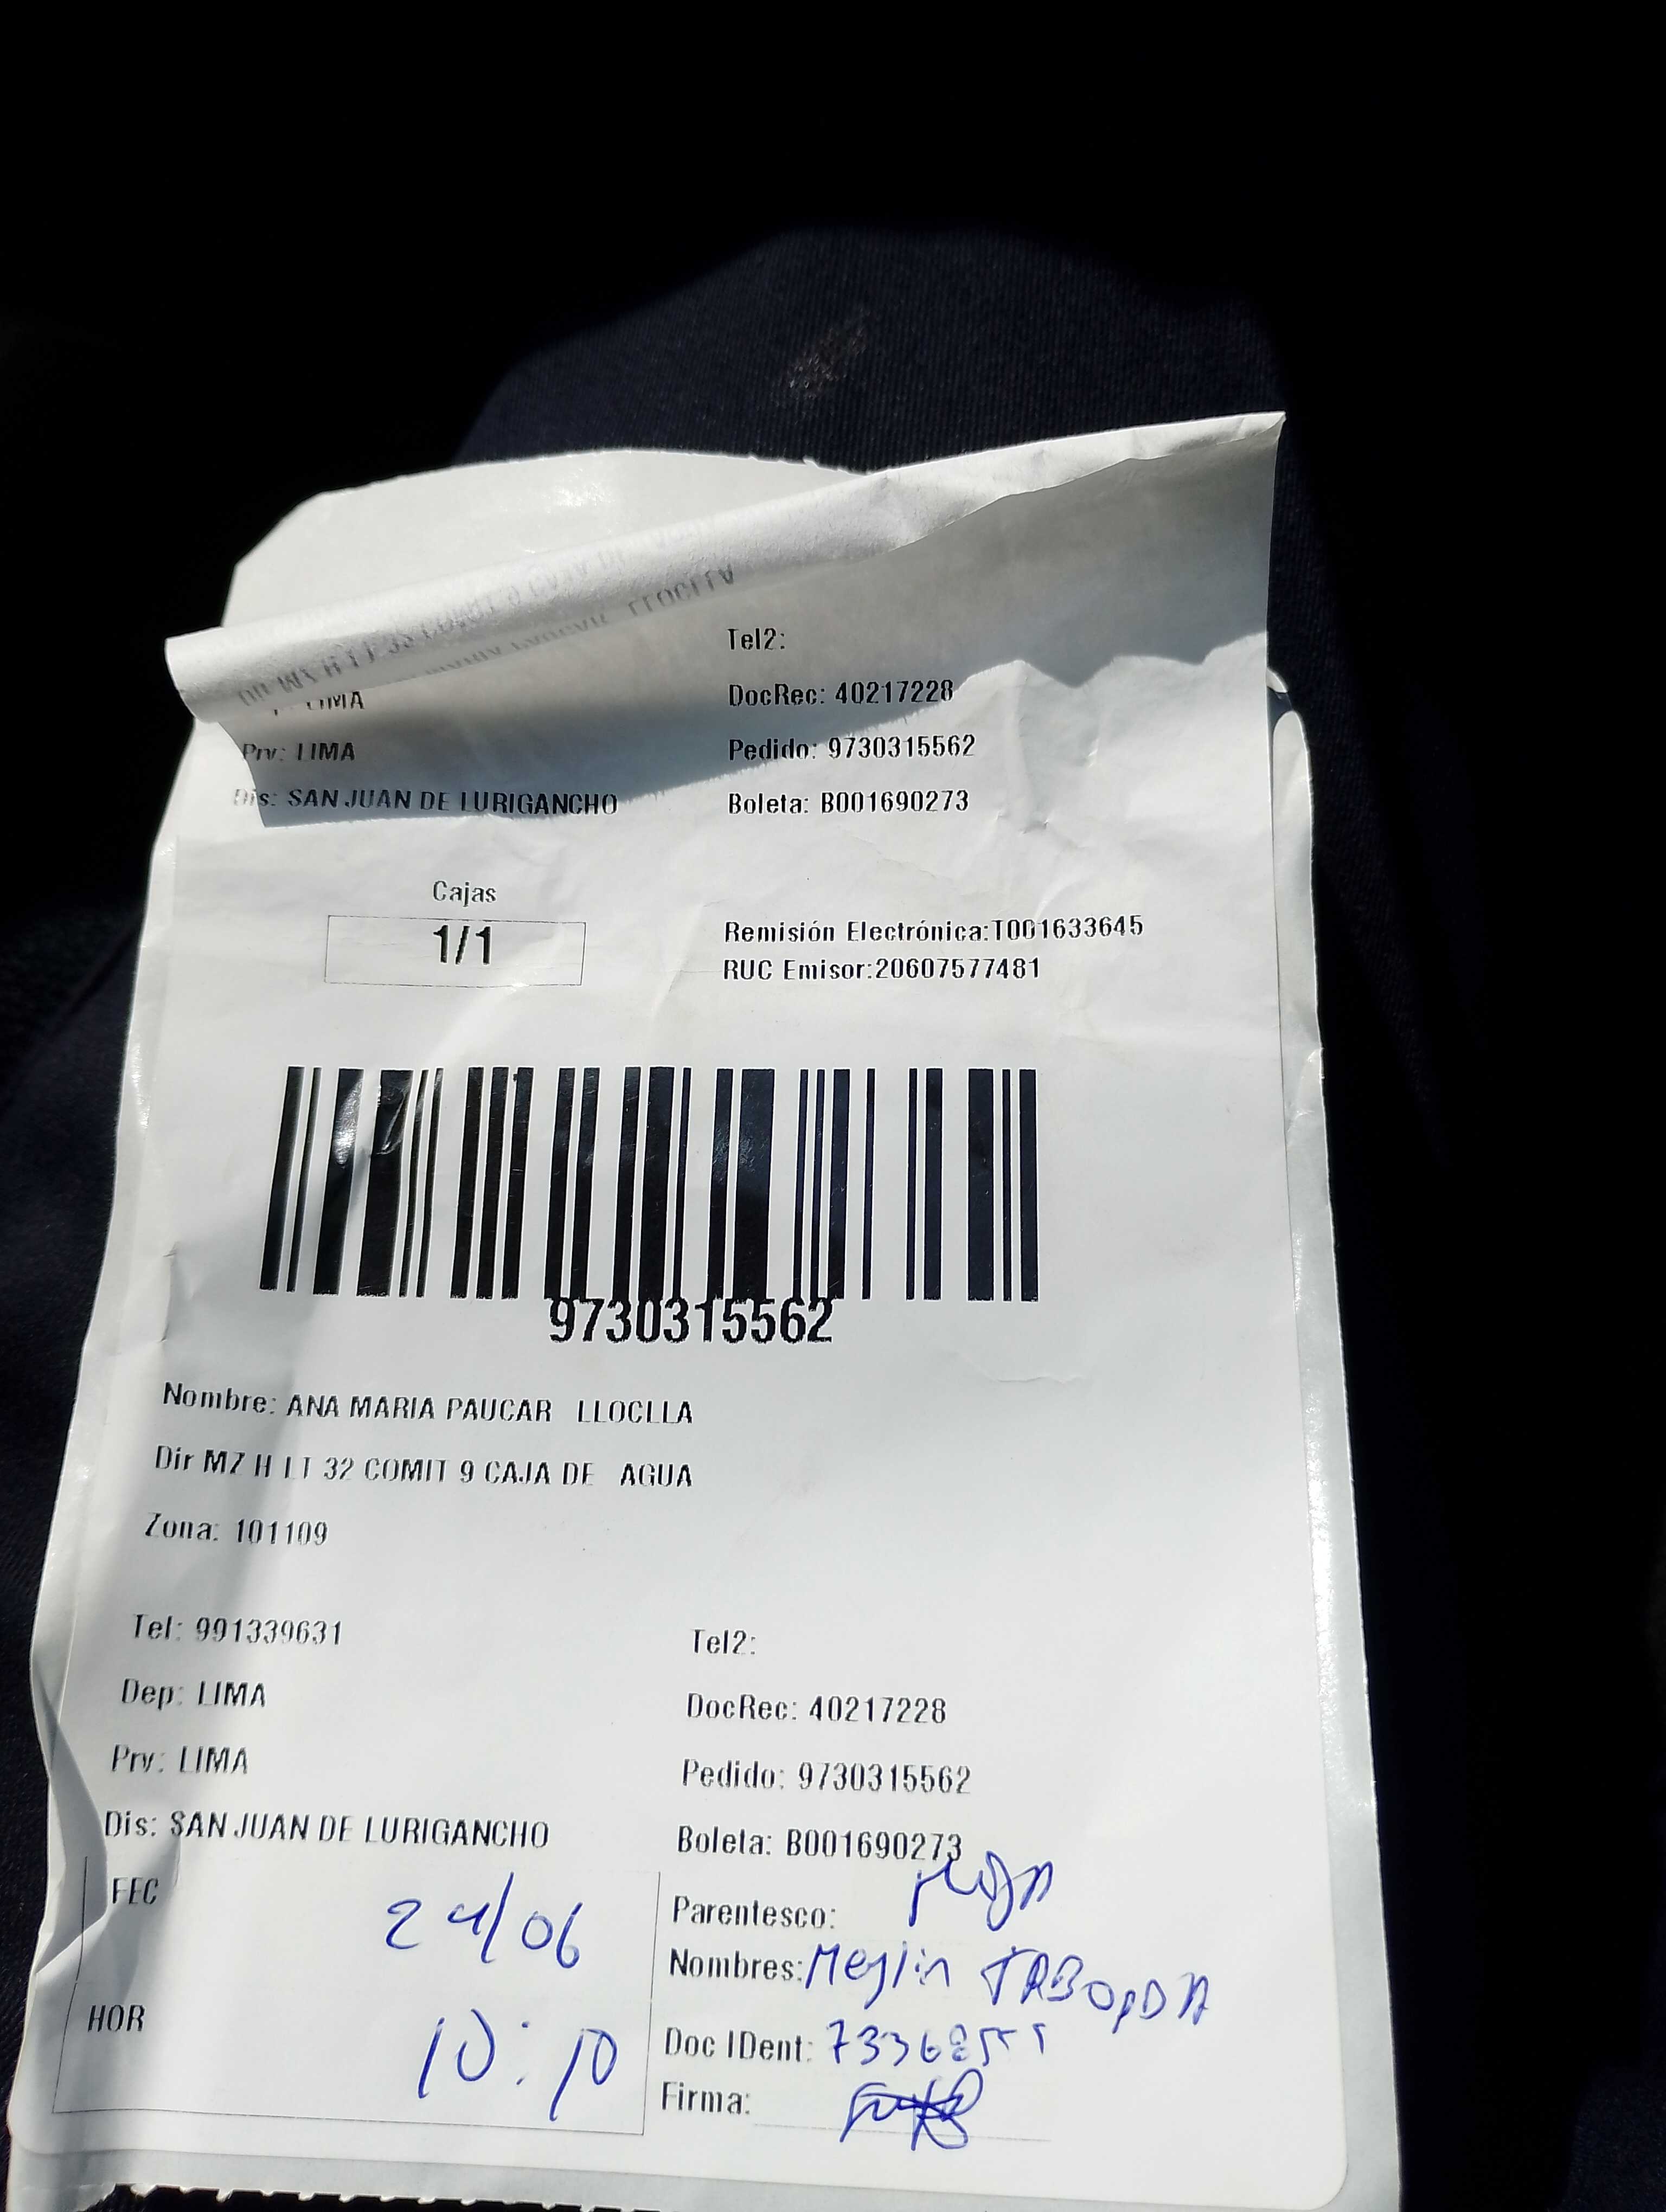 Tel2:
LIMA
DocRec: 40217228
Prv: LIMA
Pedido: 9730315562
Dis: SAN JUAN DE LURIGANCHO
Boleta: B001690273
Cajas
1/1
Remisión Electrónica:T001633645
RUC Emisor:20607577481
9730315562
Nombre: ANA MARIA PAUCAR LLOCLLA
Dir MZ H LT 32 COMIT 9 CAJA DE AGUA
Zona: 101109
Tel: 991339631
Tel2:
Dep: LIMA
DocRec: 40217228
Prv: LIMA
Pedido: 9730315562
Dis: SAN JUAN DE LURIGANCHO
Boleta: B001690273
FEC 24/06
Parentesco:
Nombres: Meylin
HOR 10:10
Doc IDent:
Firma: